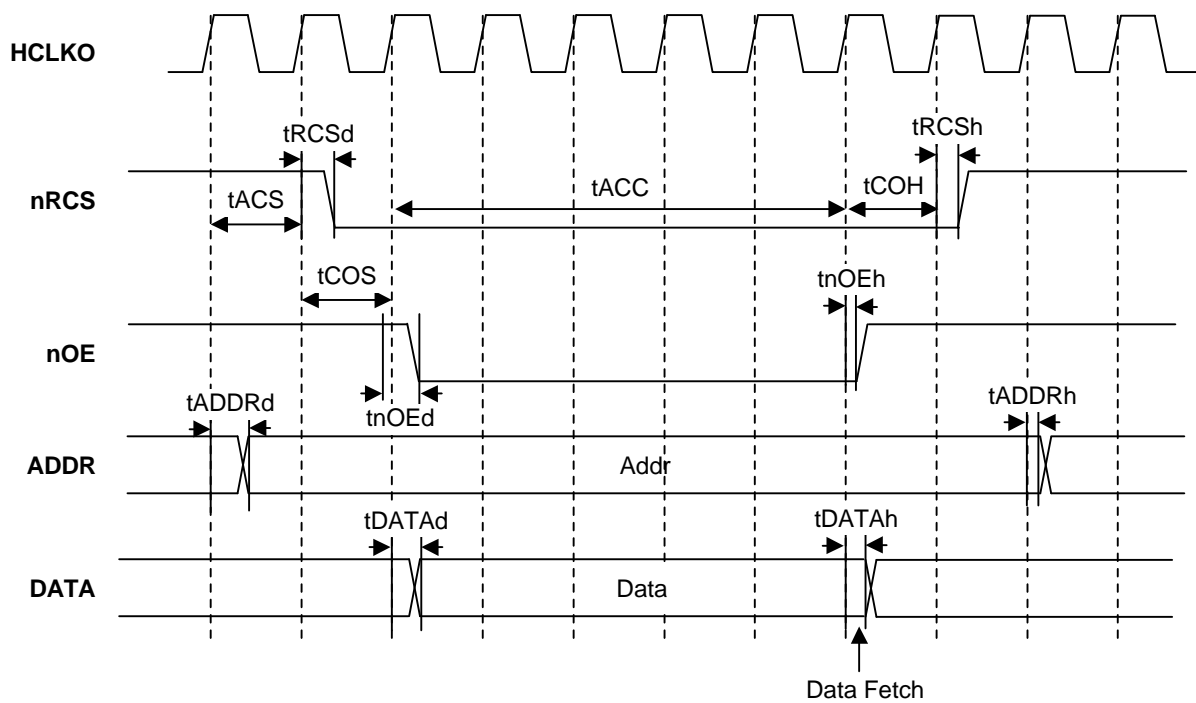 HCLKO
tRCSd
tRCSh
nRCS
tACS
tACC
tCOH
tCOS
tnOEh
nOE
tADDRd
tnOEd
tADDRh
ADDR
Addr
tDATAd
tDATAh
DATA
Data
Data Fetch